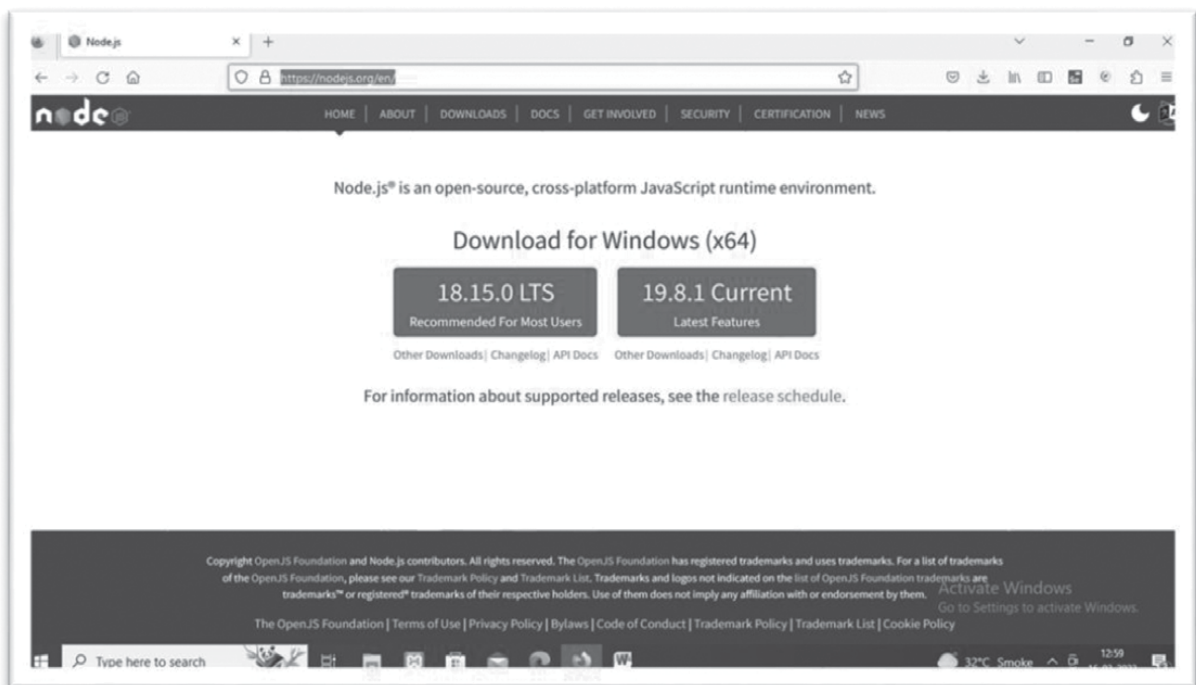 Node.js
https://nodejs.org/en/
node
HOME | ABOUT | DOWNLOADS | DOCS | GET INVOLVED | SECURITY | CERTIFICATION | NEWS
Node.js® is an open-source, cross-platform JavaScript runtime environment.
Download for Windows (x64)
18.15.0 LTS
Recommended For Most Users
19.8.1 Current
Latest Features
Other Downloads| Changelog| API Docs
Other Downloads| Changelog| API Docs
For information about supported releases, see the release schedule.
Copyright OpenJS Foundation and Node.js contributors. All rights reserved. The OpenJS Foundation has registered trademarks and uses trademarks. For a list of trademarks
of the OpenJS Foundation, please see our Trademark Policy and Trademark List. Trademarks and logos not indicated on the list of OpenJS Foundation trademarks are
trademarks™ or registered® trademarks of their respective holders. Use of them does not imply any affiliation with or endorsement by them.
Activate Windows
Go to Settings to activate Windows.
The OpenJS Foundation | Terms of Use | Privacy Policy | Bylaws | Code of Conduct | Trademark Policy | Trademark List | Cookie Policy
Type here to search
32°C Smoke
12:59